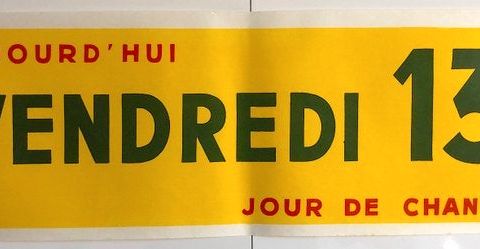 OURD'HUI
VENDREDI 13
JOUR DE CHAN